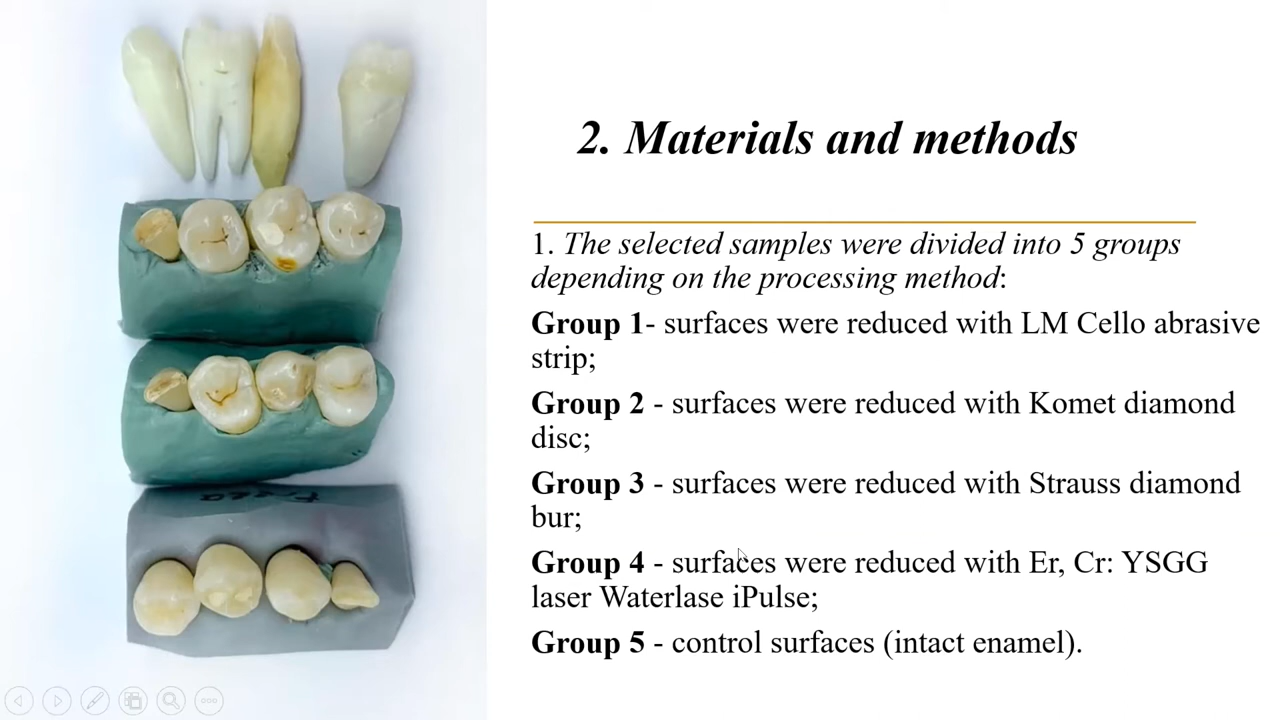 2. Materials and methods
1. The selected samples were divided into 5 groups
depending on the processing method:
Group 1- surfaces were reduced with LM Cello abrasive
strip;
Group 2 - surfaces were reduced with Komet diamond
disc;
Group 3 - surfaces were reduced with Strauss diamond
bur;
Group 4 - surfaces were reduced with Er, Cr: YSGG
laser Waterlase iPulse;
Group 5 - control surfaces (intact enamel).